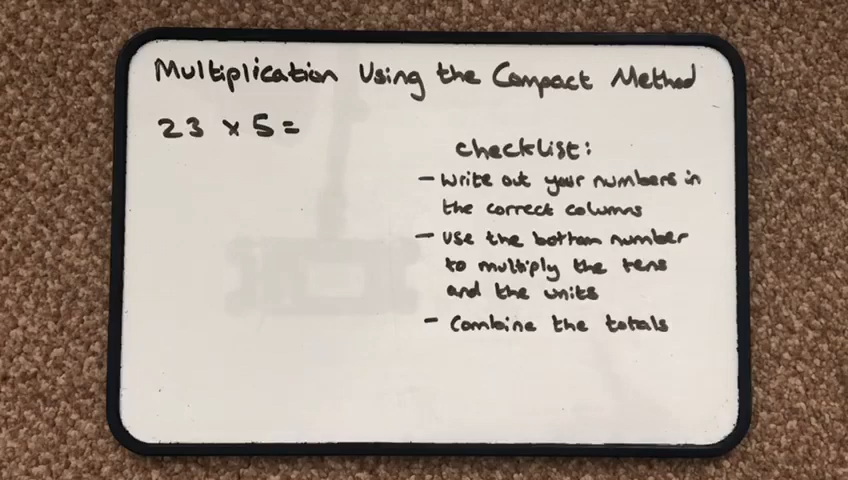 Multiplication Using the Compact Method
23 × 5 =
Checklist:
- Write out your numbers in
the correct columns
- Use the bottom number
to multiply the tens
and the units
- Combine the totals